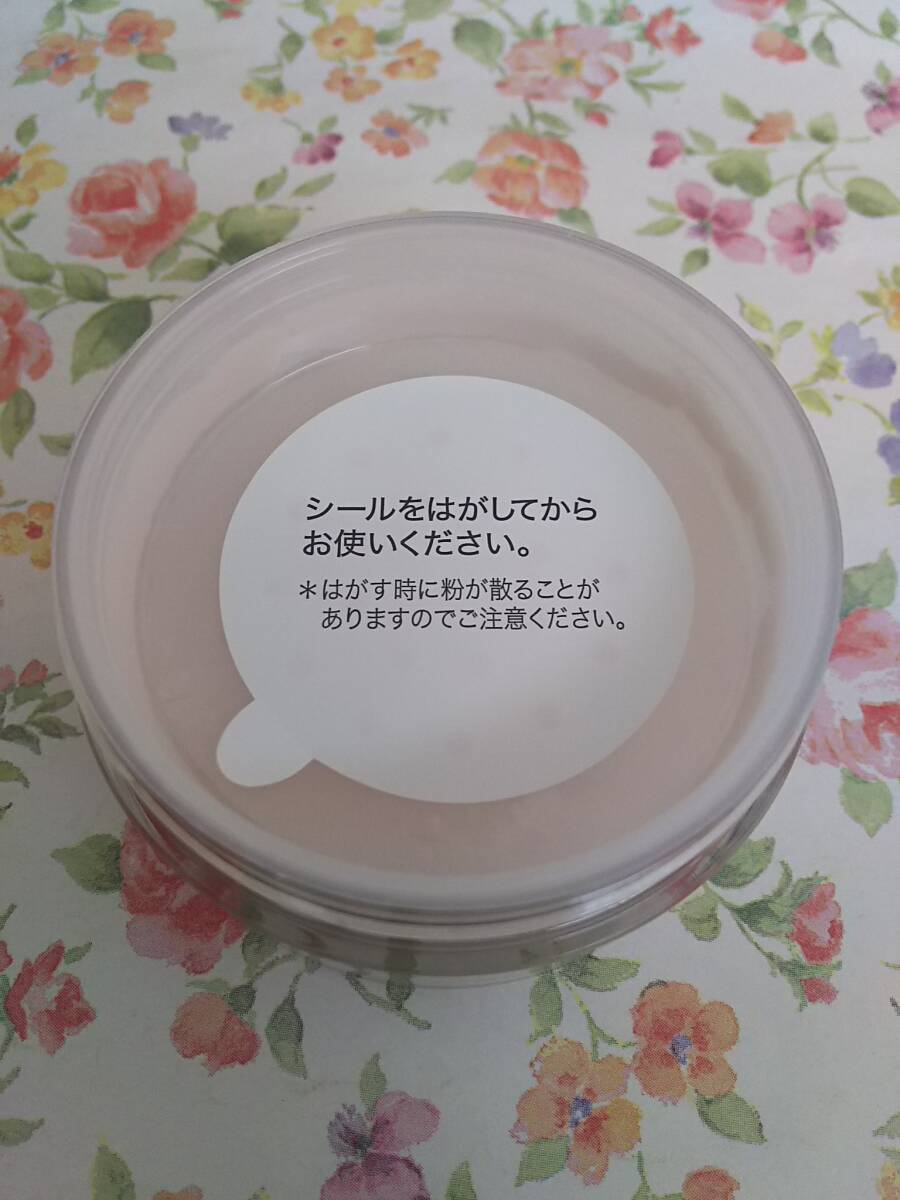 シールをはがしてから
お使いください。
＊はがす時に粉が散ることが
ありますのでご注意ください。